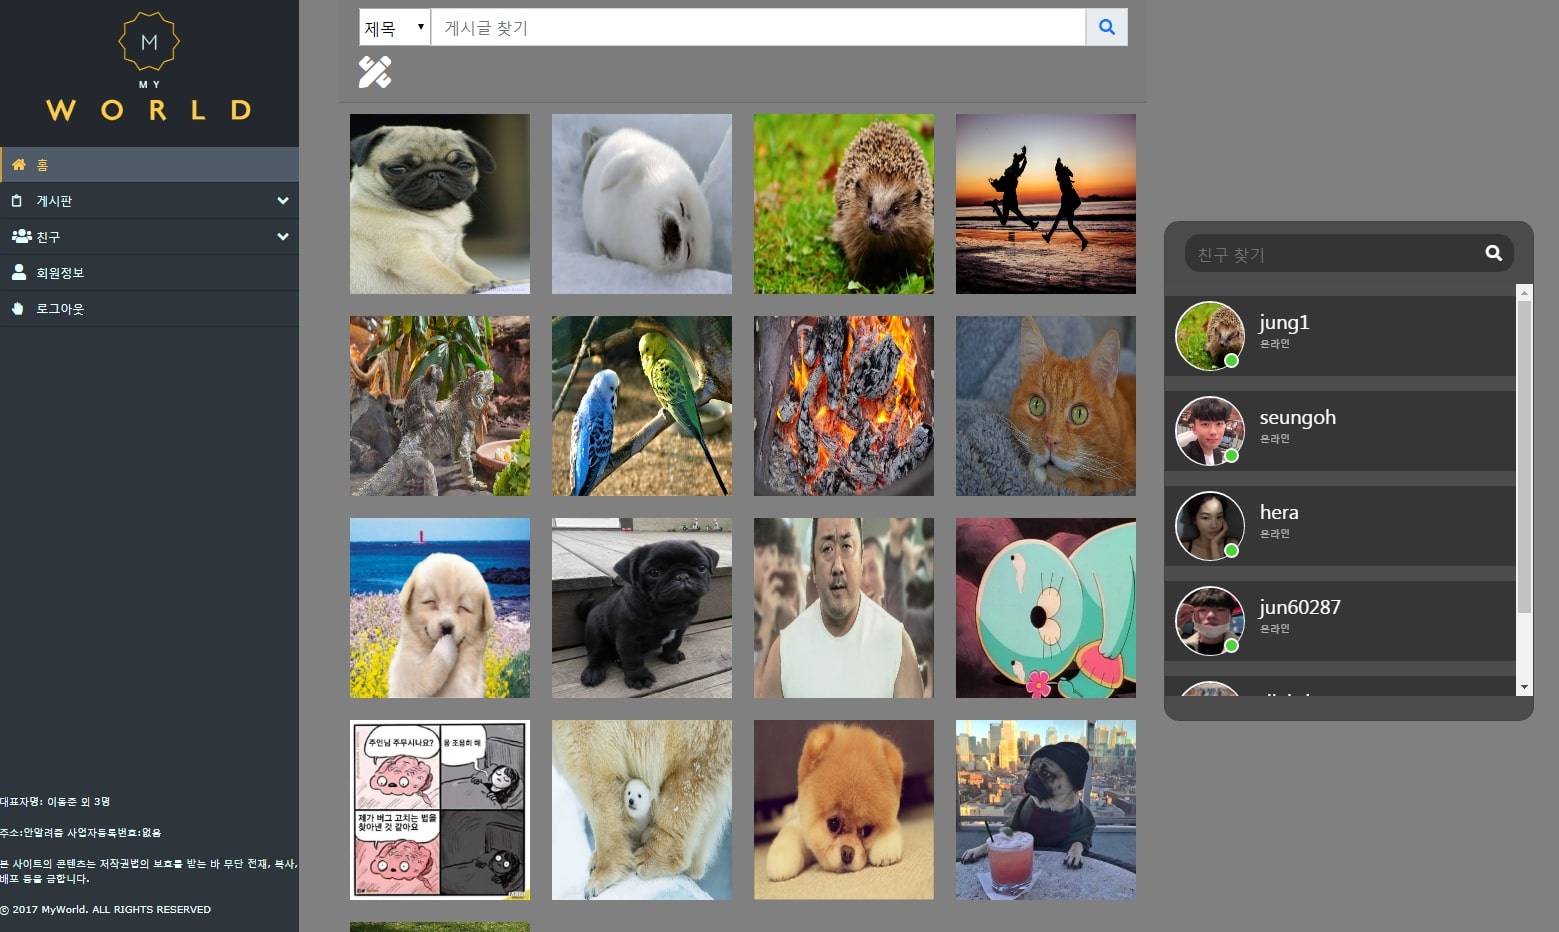 M
MY
WORLD
홈
게시판
친구
회원정보
로그아웃
대표자명: 이동준 외 3명
주소:안알려줌 사업자등록번호:없음
본 사이트의 콘텐츠는 저작권법의 보호를 받는 바 무단 전재, 복사,
배포 등을 금합니다.
© 2017 MyWorld. ALL RIGHTS RESERVED
제목
게시글 찾기
주인님 주무시나요?
응 조용히 해
제가 버그 고치는 법을
찾아낸 것 같아요
친구 찾기
jung1
온라인
seungoh
온라인
hera
온라인
jun60287
온라인